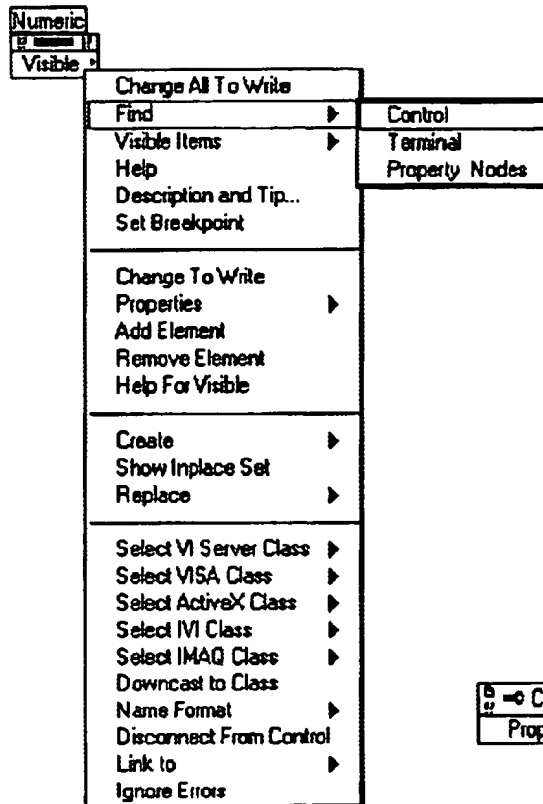 Numeric
Visible
Change All To Write
Find
Control
Visible Items
Terminal
Help
Property Nodes
Description and Tip...
Set Breakpoint
Change To Write
Properties
Add Element
Remove Element
Help For Visible
Create
Show Inplace Set
Replace
Select VI Server Class
Select VISA Class
Select ActiveX Class
Select IVI Class
Select IMAQ Class
Downcast to Class
Name Format
Disconnect From Control
Link to
Ignore Errors
C
Prop